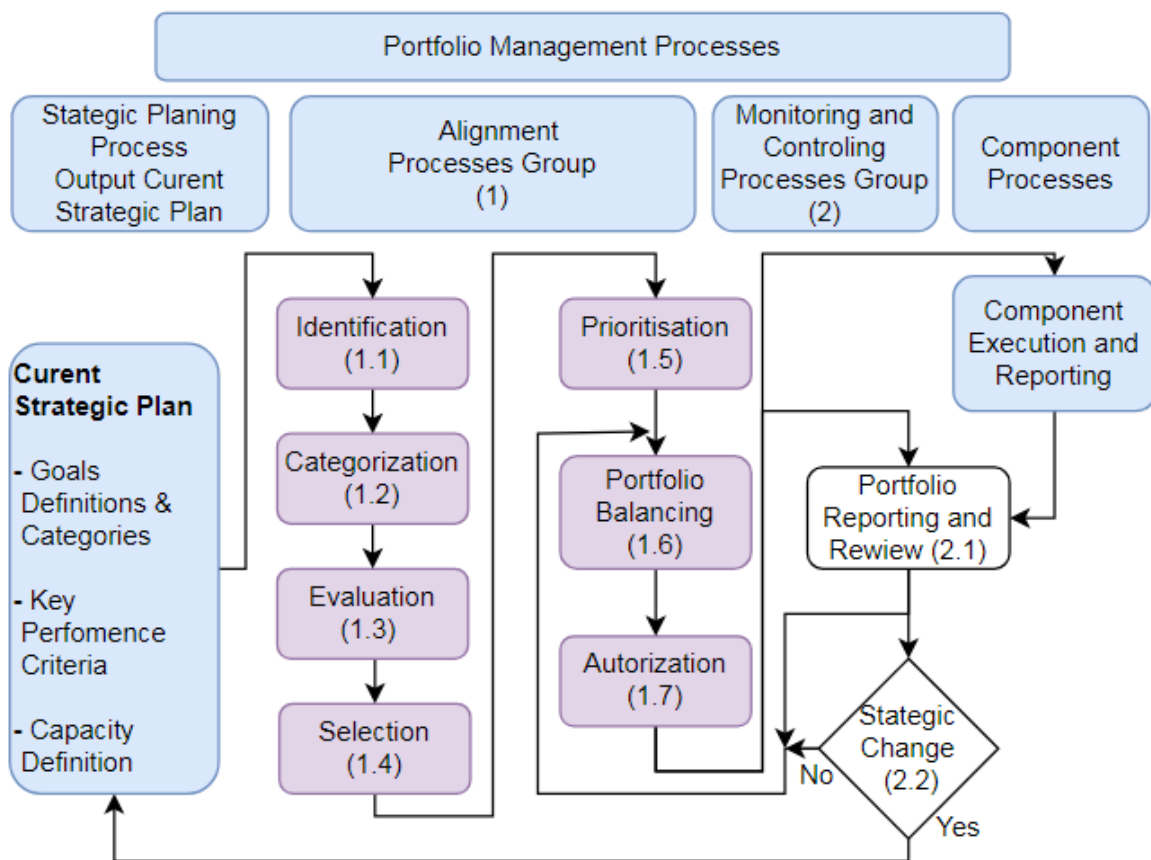 Portfolio Management Processes
Stategic Planing
Process
Output Curent
Strategic Plan
Alignment
Processes Group
(1)
Monitoring and
Controling
Processes Group
(2)
Component
Processes
Curent
Strategic Plan
- Goals
Definitions &
Categories
- Key
Perfomence
Criteria
- Capacity
Definition
Identification
(1.1)
Categorization
(1.2)
Evaluation
(1.3)
Selection
(1.4)
Prioritisation
(1.5)
Portfolio
Balancing
(1.6)
Autorization
(1.7)
Component
Execution and
Reporting
Portfolio
Reporting and
Rewiew (2.1)
Stategic
Change
(2.2)
No
Yes